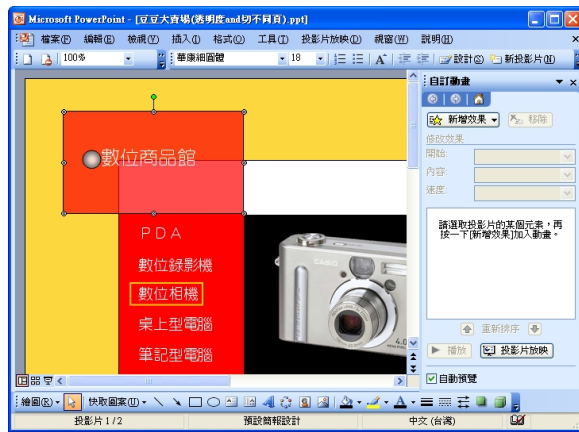 Microsoft PowerPoint - [豆豆大賣場(透明度and切不同頁).ppt]
檔案(F) 編輯(E) 檢視(V) 插入(I) 格式(O) 工具(T) 投影片放映(D) 視窗(W) 說明(H)
100% 華康細圓體 18 設計(S) 新投影片(N)
自訂動畫
新增效果 移除
修改效果
開始:
內容:
速度:
請選取投影片的某個元素，再
按一下[新增效果]加入動畫。
重新排序
播放 投影片放映
自動預覽
數位商品館
PDA
數位錄影機
數位相機
桌上型電腦
筆記型電腦
CASIO
4.0
繪圖(R) 快取圖案(U)
投影片 1 / 2 預設簡報設計 中文 (台灣)